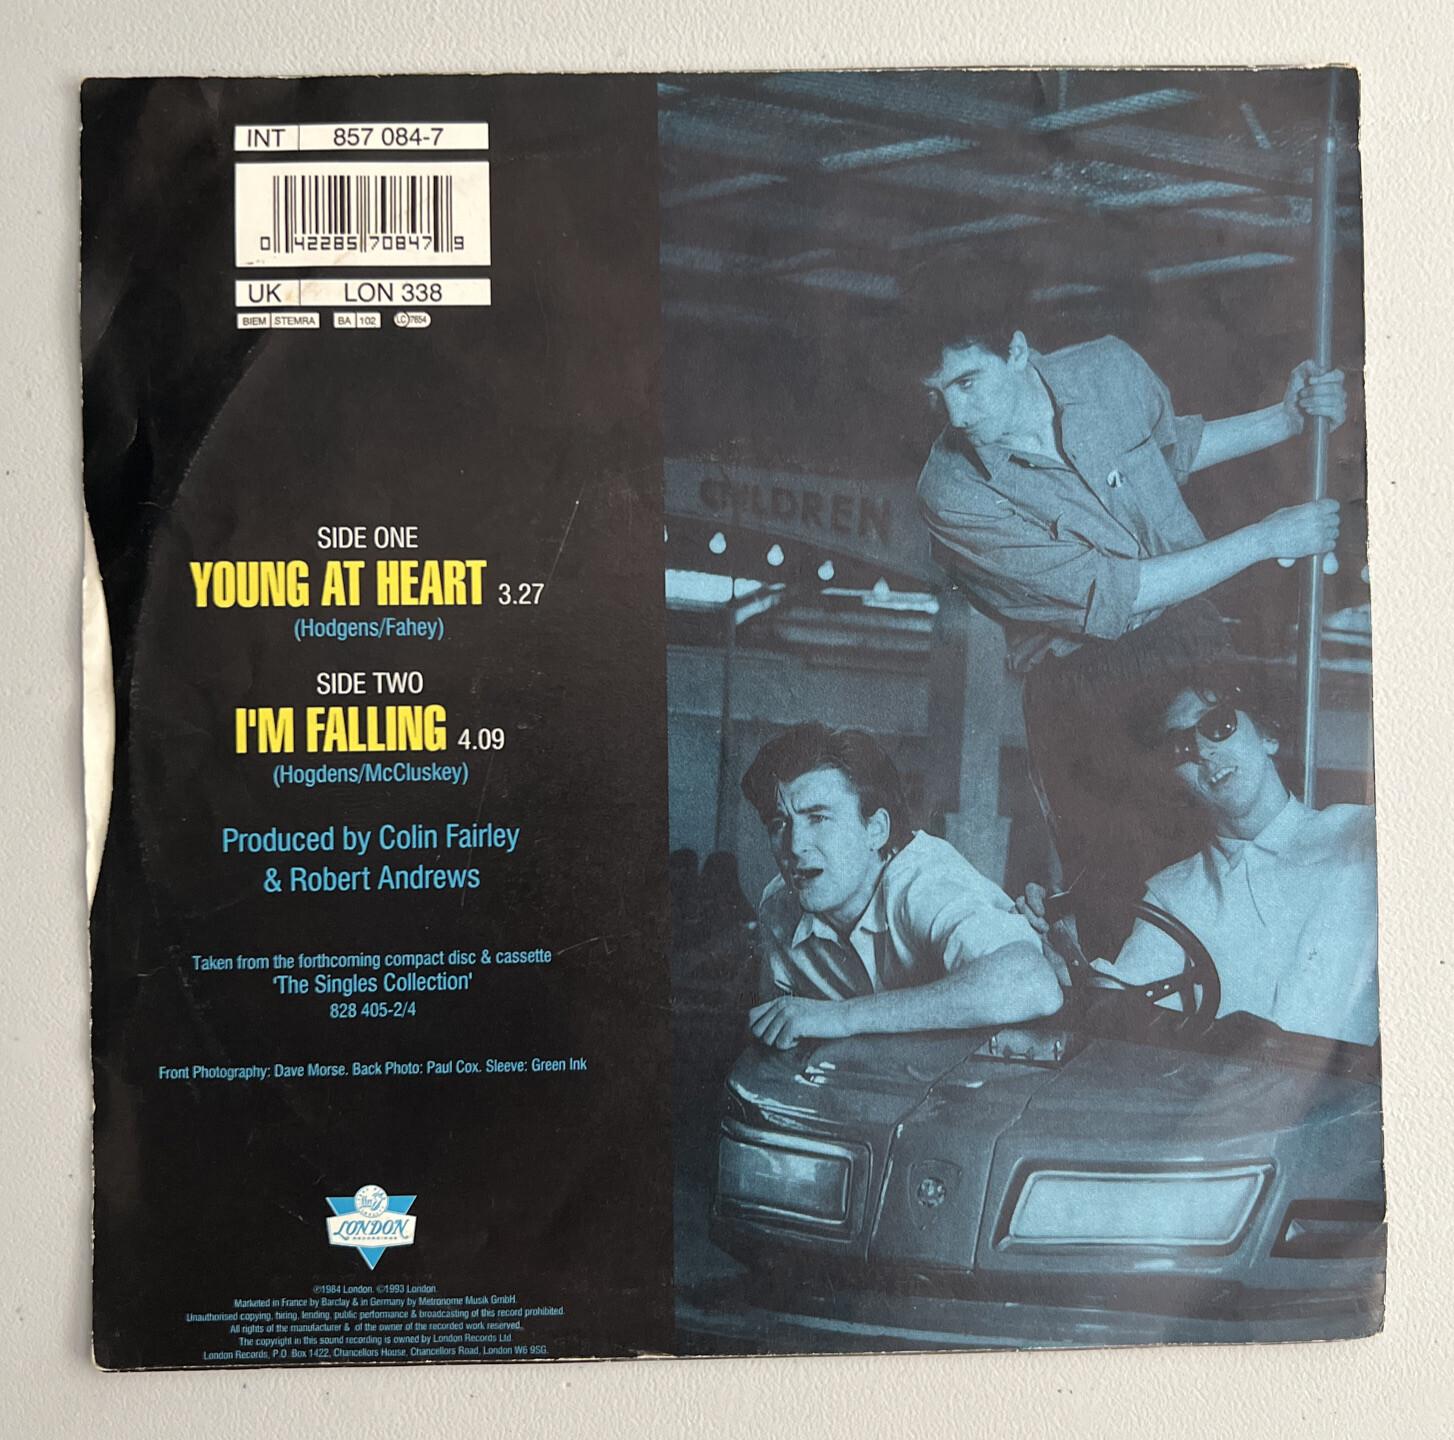 INT 857 084-7
0 42285 70847 9
UK LON 338
BIEM STEMRA BA 102 LC 7654
SIDE ONE
YOUNG AT HEART 3.27
(Hodgens/Fahey)
SIDE TWO
I'M FALLING 4.09
(Hogdens/McCluskey)
Produced by Colin Fairley
& Robert Andrews
Taken from the forthcoming compact disc & cassette
'The Singles Collection'
828 405-2/4
Front Photography: Dave Morse. Back Photo: Paul Cox. Sleeve: Green Ink
LONDON
RECORDINGS
℗1984 London. ©1993 London.
Marketed in France by Barclay & in Germany by Metronome Musik GmbH.
Unauthorised copying, hiring, lending, public performance & broadcasting of this record prohibited.
All rights of the manufacturer & of the owner of the recorded work reserved.
The copyright in this sound recording is owned by London Records Ltd.
London Records, P.O. Box 1422, Chancellors House, Chancellors Road, London W6 9SG.
CHILDREN